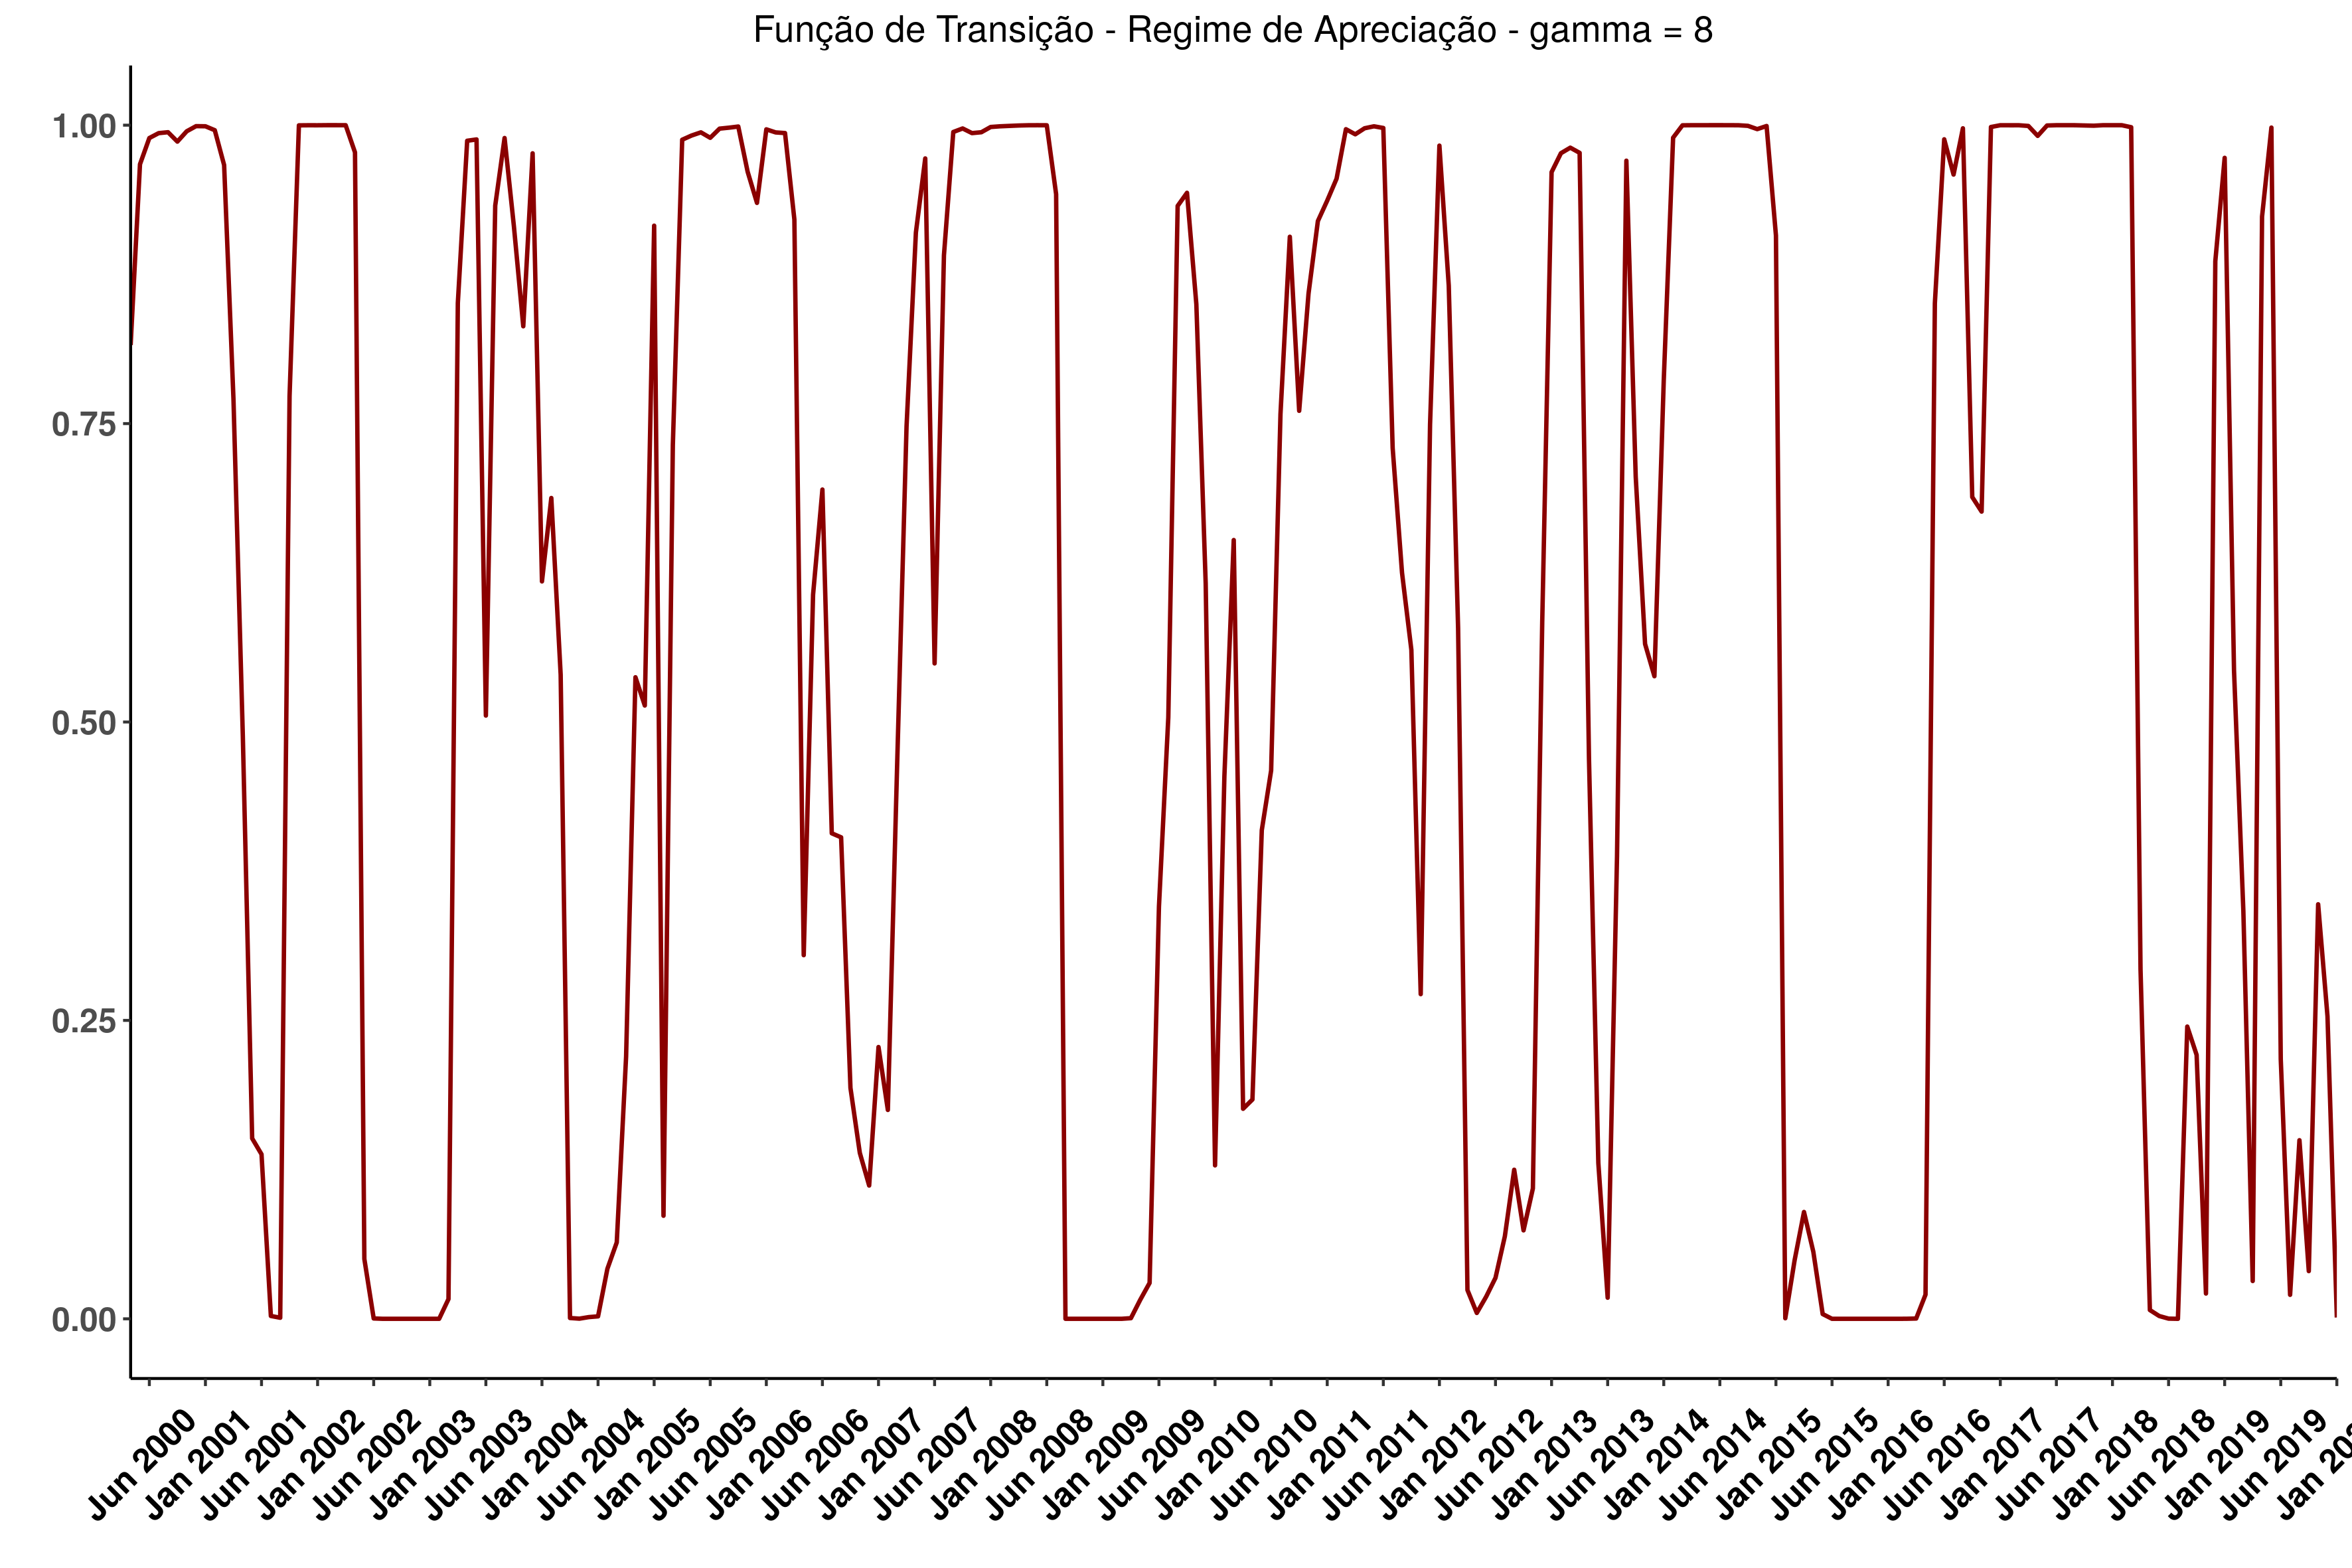 Função de Transição - Regime de Apreciação - gamma = 8
1.00
0.75
0.50
0.25
0.00
Jun 2000
Jan 2001
Jun 2001
Jan 2002
Jun 2002
Jan 2003
Jun 2003
Jan 2004
Jun 2004
Jan 2005
Jun 2005
Jan 2006
Jun 2006
Jan 2007
Jun 2007
Jan 2008
Jun 2008
Jan 2009
Jun 2009
Jan 2010
Jun 2010
Jan 2011
Jun 2011
Jan 2012
Jun 2012
Jan 2013
Jun 2013
Jan 2014
Jun 2014
Jan 2015
Jun 2015
Jan 2016
Jun 2016
Jan 2017
Jun 2017
Jan 2018
Jun 2018
Jan 2019
Jun 2019
Jan